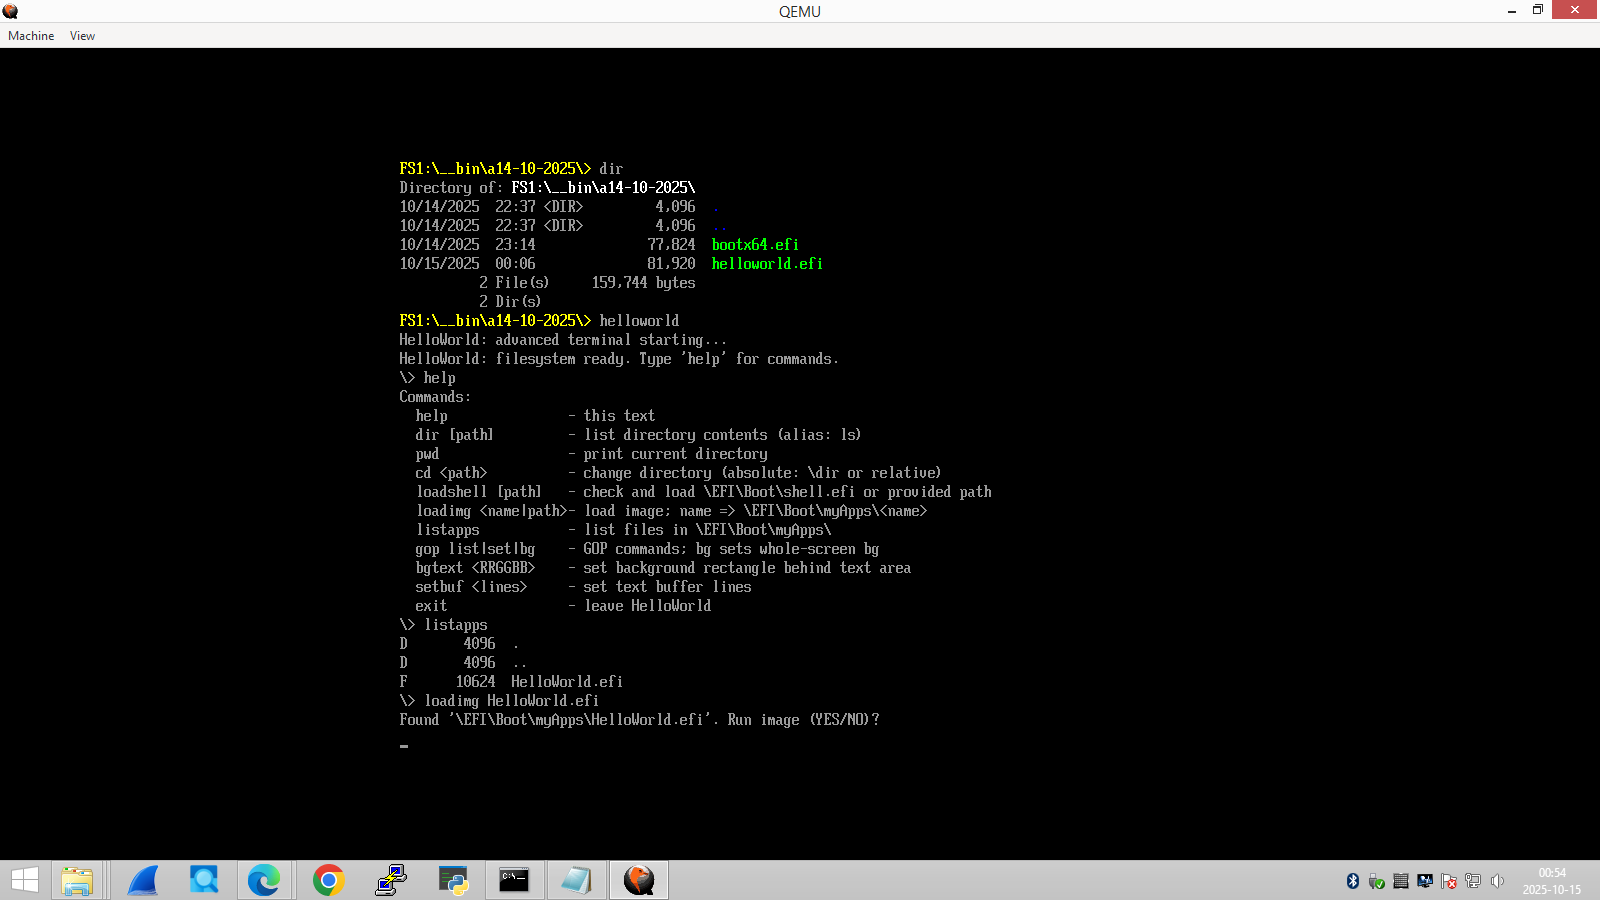 QEMU
Machine View
FS1:\__bin\a14-10-2025\> dir
Directory of: FS1:\__bin\a14-10-2025\
10/14/2025  22:37 <DIR>         4,096  .
10/14/2025  22:37 <DIR>         4,096  ..
10/14/2025  23:14              77,824  bootx64.efi
10/15/2025  00:06              81,920  helloworld.efi
          2 File(s)     159,744 bytes
          2 Dir(s)
FS1:\__bin\a14-10-2025\> helloworld
HelloWorld: advanced terminal starting...
HelloWorld: filesystem ready. Type 'help' for commands.
\> help
Commands:
  help               - this text
  dir [path]         - list directory contents (alias: ls)
  pwd                - print current directory
  cd <path>          - change directory (absolute: \dir or relative)
  loadshell [path]   - check and load \EFI\Boot\shell.efi or provided path
  loadimg <name|path>- load image; name => \EFI\Boot\myApps\<name>
  listapps           - list files in \EFI\Boot\myApps\
  gop list|set|bg    - GOP commands; bg sets whole-screen bg
  bgtext <RRGGBB>    - set background rectangle behind text area
  setbuf <lines>     - set text buffer lines
  exit               - leave HelloWorld
\> listapps
D       4096  .
D       4096  ..
F      10624  HelloWorld.efi
\> loadimg HelloWorld.efi
Found '\EFI\Boot\myApps\HelloWorld.efi'. Run image (YES/NO)?
C:\_
00:54
2025-10-15